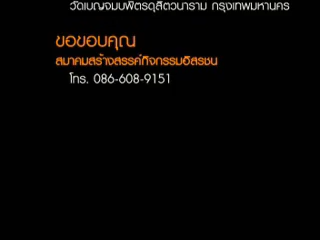 วัดเบญจมบพิตรดุสิตวนาราม กรุงเทพมหานคร
ขอขอบคุณ
สมาคมสร้างสรรค์กิจกรรมอิสรชน
โทร. 086-608-9151